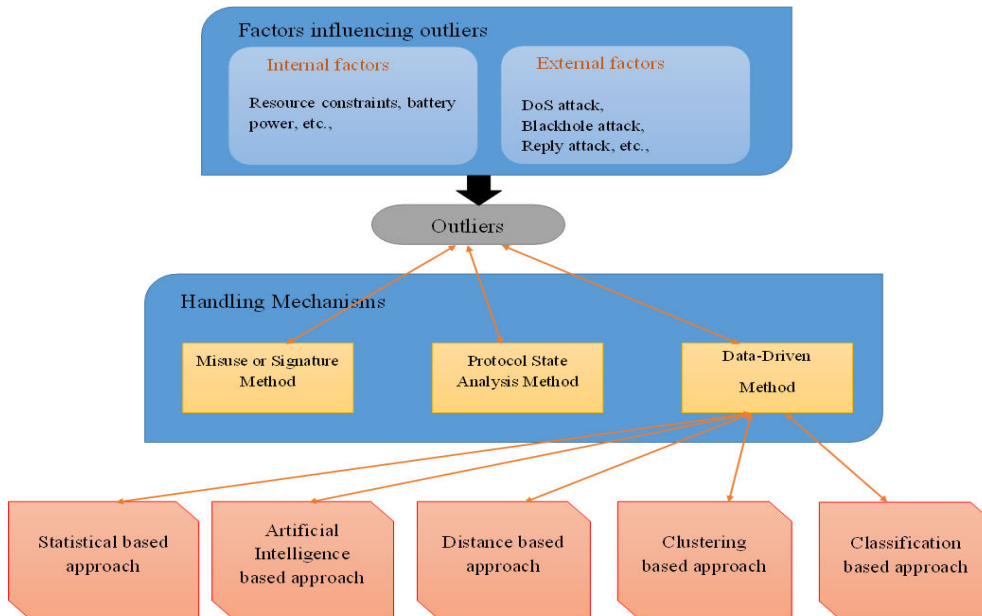 Factors influencing outliers
Internal factors
Resource constraints, battery
power, etc.,
External factors
DoS attack,
Blackhole attack,
Reply attack, etc.,
Outliers
Handling Mechanisms
Misuse or Signature
Method
Protocol State
Analysis Method
Data-Driven
Method
Statistical based
approach
Artificial
Intelligence
based approach
Distance based
approach
Clustering
based approach
Classification
based approach